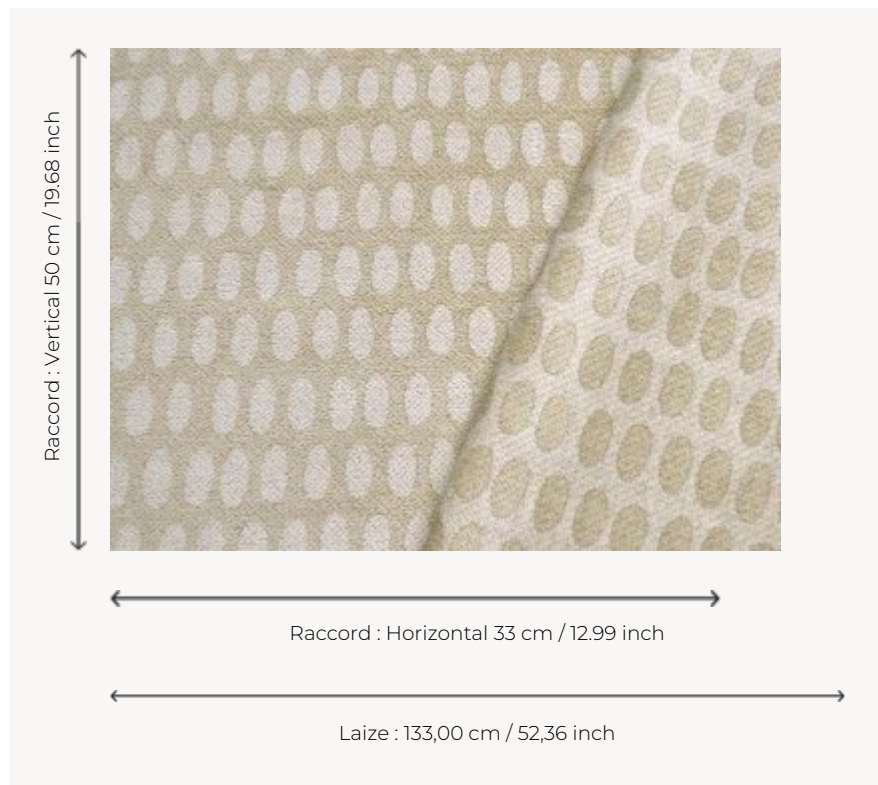 Raccord : Vertical 50 cm / 19.68 inch
Raccord : Horizontal 33 cm / 12.99 inch
Laize : 133,00 cm / 52,36 inch